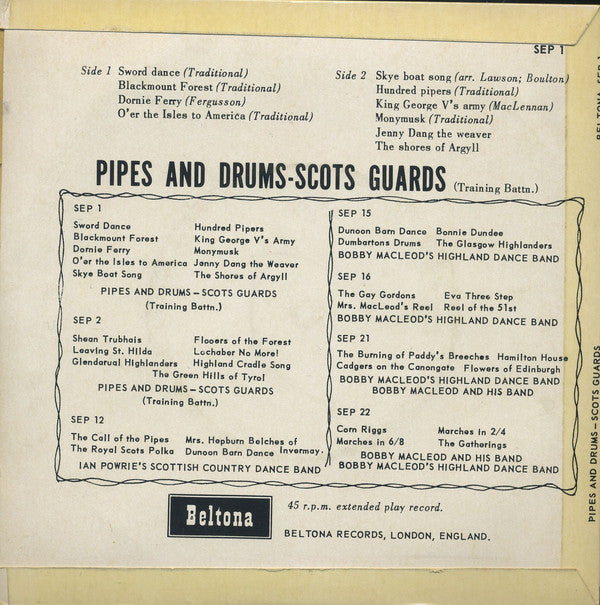 SEP 1
Side 1 Sword dance (Traditional)
Blackmount Forest (Traditional)
Dornie Ferry (Fergusson)
O'er the Isles to America (Traditional)
Side 2 Skye boat song (arr. Lawson; Boulton)
Hundred pipers (Traditional)
King George V's army (MacLennan)
Monymusk (Traditional)
Jenny Dang the weaver
The shores of Argyll
PIPES AND DRUMS-SCOTS GUARDS (Training Battn.)
SEP 1
Sword Dance Hundred Pipers
Blackmount Forest King George V's Army
Dornie Ferry Monymusk
O'er the Isles to America Jenny Dang the Weaver
Skye Boat Song The Shores of Argyll
PIPES AND DRUMS – SCOTS GUARDS
(Training Battn.)
SEP 2
Shean Trubhais Flooers of the Forest
Leaving St. Hilda Lochaber No More!
Glendarual Highlanders Highland Cradle Song
The Green Hills of Tyrol
PIPES AND DRUMS – SCOTS GUARDS
(Training Battn.)
SEP 12
The Call of the Pipes Mrs. Hepburn Belches of
The Royal Scots Polka Dunoon Barn Dance Invermay.
IAN POWRIE'S SCOTTISH COUNTRY DANCE BAND
SEP 15
Dunoon Barn Dance Bonnie Dundee
Dumbartons Drums The Glasgow Highlanders
BOBBY MACLEOD'S HIGHLAND DANCE BAND
SEP 16
The Gay Gordons Eva Three Step
Mrs. MacLeod's Reel Reel of the 51st
BOBBY MACLEOD'S HIGHLAND DANCE BAND
SEP 21
The Burning of Paddy's Breeches Hamilton House
Cadgers on the Canongate Flowers of Edinburgh
BOBBY MACLEOD'S HIGHLAND DANCE BAND
BOBBY MACLEOD AND HIS BAND
SEP 22
Corn Riggs Marches in 2/4
Marches in 6/8 The Gatherings
BOBBY MACLEOD AND HIS BAND
BOBBY MACLEOD'S HIGHLAND DANCE BAND
Beltona
45 r.p.m. extended play record.
BELTONA RECORDS, LONDON, ENGLAND.
PIPES AND DRUMS – SCOTS GUARDS
BELTONA SEP 1